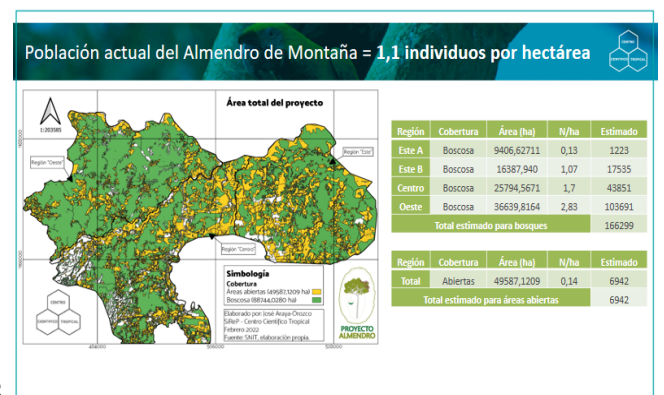 Población actual del Almendro de Montaña = 1,1 individuos por hectárea
CENTRO
CIENTÍFICO TROPICAL
Área total del proyecto
1:203585
Región "Oeste"
Región "Este"
Región "Centro"
Simbología
Cobertura
Áreas abiertas (49587,1209 ha)
Boscosa (88744,0280 ha)
Elaborado por: José Araya-Orozco
SIReP - Centro Científico Tropical
Febrero 2022
Fuente: SNIT, elaboración propia.
CENTRO
CIENTÍFICO TROPICAL
PROYECTO
ALMENDRO
Región Cobertura Área (ha) N/ha Estimado
Este A Boscosa 9406,62711 0,13 1223
Este B Boscosa 16387,940 1,07 17535
Centro Boscosa 25794,5671 1,7 43851
Oeste Boscosa 36639,8164 2,83 103691
Total estimado para bosques 166299
Región Cobertura Área (ha) N/ha Estimado
Total Abiertas 49587,1209 0,14 6942
Total estimado para áreas abiertas 6942